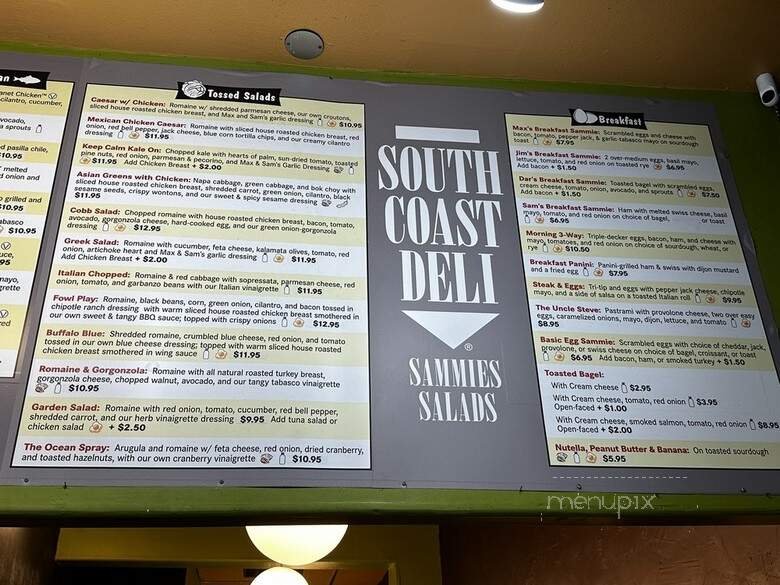 an
anet Chicken™
cilantro, cucumber,
vocado,
a sprouts
d pasilla chile,
$10.95
' melted
d onion and
o grilled and
$10.95
basco
$10.95
uce,
95
mayo,
grette
red
Tossed Salads
Caesar w/ Chicken: Romaine w/ shredded parmesan cheese, our own croutons,
sliced house roasted chicken breast, and Max and Sam's garlic dressing $10.95
Mexican Chicken Caesar: Romaine with sliced house roasted chicken breast, red
onion, red bell pepper, jack cheese, blue corn tortilla chips, and our creamy cilantro
dressing $11.95
Keep Calm Kale On: Chopped kale with hearts of palm, sun-dried tomato, toasted
pine nuts, red onion, parmesan & pecorino, and Max & Sam's Garlic Dressing
$11.95 Add Chicken Breast + $2.00
Asian Greens with Chicken: Napa cabbage, green cabbage, and bok choy with
sliced house roasted chicken breast, shredded carrot, green onion, cilantro, black
sesame seeds, crispy wontons, and our sweet & spicy sesame dressing
$11.95
Cobb Salad: Chopped romaine with house roasted chicken breast, bacon, tomato,
avocado, gorgonzola cheese, hard-cooked egg, and our green onion-gorgonzola
dressing $12.95
Greek Salad: Romaine with cucumber, feta cheese, kalamata olives, tomato, red
onion, artichoke heart and Max & Sam's garlic dressing $11.95
Add Chicken Breast + $2.00
Italian Chopped: Romaine & red cabbage with sopressata, parmesan cheese, red
onion, tomato, and garbanzo beans with our Italian vinaigrette $11.95
Fowl Play: Romaine, black beans, corn, green onion, cilantro, and bacon tossed in
chipotle ranch dressing with warm sliced house roasted chicken breast smothered in
our own sweet & tangy BBQ sauce; topped with crispy onions $12.95
Buffalo Blue: Shredded romaine, crumbled blue cheese, red onion, and tomato
tossed in our own blue cheese dressing; topped with warm sliced house roasted
chicken breast smothered in wing sauce $11.95
Romaine & Gorgonzola: Romaine with all natural roasted turkey breast,
gorgonzola cheese, chopped walnut, avocado, and our tangy tabasco vinaigrette
$10.95
Garden Salad: Romaine with red onion, tomato, cucumber, red bell pepper,
shredded carrot, and our herb vinaigrette dressing $9.95 Add tuna salad or
chicken salad + $2.50
The Ocean Spray: Arugula and romaine w/ feta cheese, red onion, dried cranberry,
and toasted hazelnuts, with our own cranberry vinaigrette $10.95
SOUTH
COAST
DELI
®
SAMMIES
SALADS
Breakfast
Max's Breakfast Sammie: Scrambled eggs and cheese with
bacon, tomato, pepper jack, & garlic-tabasco mayo on sourdough
toast $7.95
Jim's Breakfast Sammie: 2 over-medium eggs, basil mayo,
lettuce, tomato, and red onion on toasted rye $6.95
Add bacon + $1.50
Dar's Breakfast Sammie: Toasted bagel with scrambled eggs,
cream cheese, tomato, onion, avocado, and sprouts $7.50
Add bacon + $1.50
Sam's Breakfast Sammie: Ham with melted swiss cheese, basil
mayo, tomato, and red onion on choice of bagel, or toast
$6.95
Morning 3-Way: Triple-decker eggs, bacon, ham, and cheese with
mayo, tomatoes, and red onion on choice of sourdough, wheat, or
rye $10.50
Breakfast Panini: Panini-grilled ham & swiss with dijon mustard
and a fried egg $7.95
Steak & Eggs: Tri-tip and eggs with pepper jack cheese, chipotle
mayo, and a side of salsa on a toasted Italian roll $9.95
The Uncle Steve: Pastrami with provolone cheese, two over easy
eggs, caramelized onions, mayo, dijon, lettuce, and tomato
$8.95
Basic Egg Sammie: Scrambled eggs with choice of cheddar, jack,
provolone, or swiss cheese on choice of bagel, croissant, or toast
$6.95 Add bacon, ham, or smoked turkey + $1.50
Toasted Bagel:
With Cream cheese $2.95
With Cream cheese, tomato, red onion $3.95
Open-faced + $1.00
With Cream cheese, smoked salmon, tomato, red onion $8.95
Open-faced + $2.00
Nutella, Peanut Butter & Banana: On toasted sourdough
$5.95
menupix